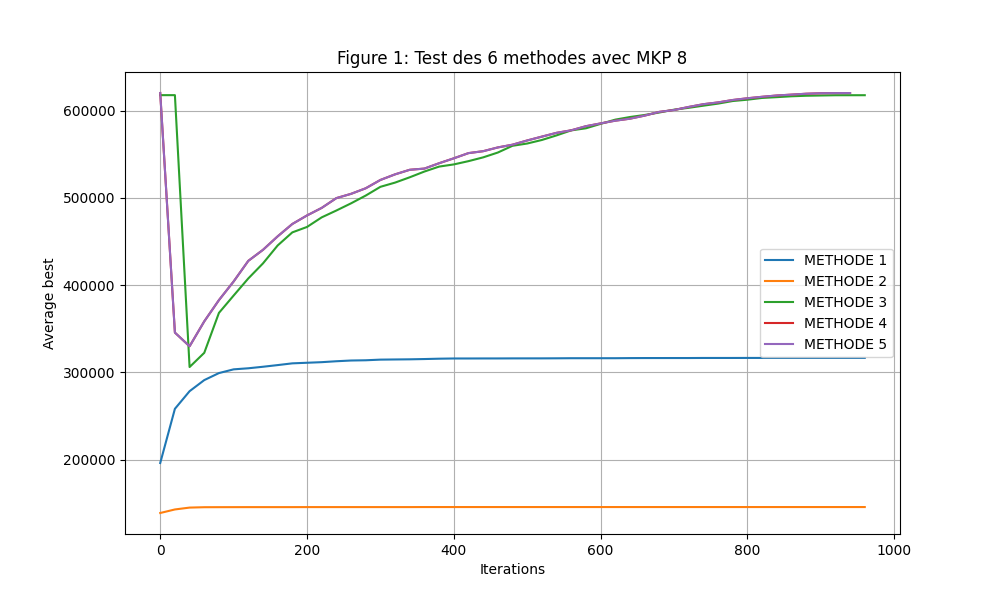 Figure 1: Test des 6 methodes avec MKP 8
600000
500000
400000
300000
200000
Average best
METHODE 1
METHODE 2
METHODE 3
METHODE 4
METHODE 5
0
200
400
600
800
1000
Iterations